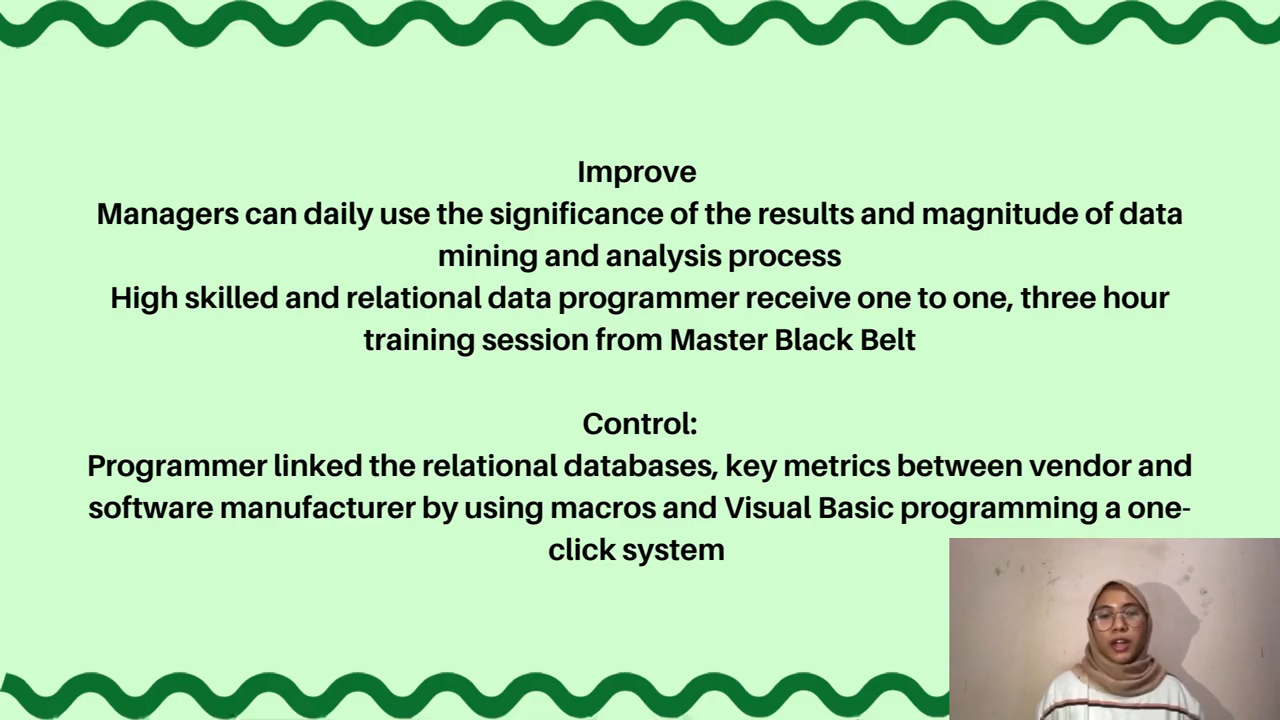 Improve
Managers can daily use the significance of the results and magnitude of data
mining and analysis process
High skilled and relational data programmer receive one to one, three hour
training session from Master Black Belt
Control:
Programmer linked the relational databases, key metrics between vendor and
software manufacturer by using macros and Visual Basic programming a one-
click system